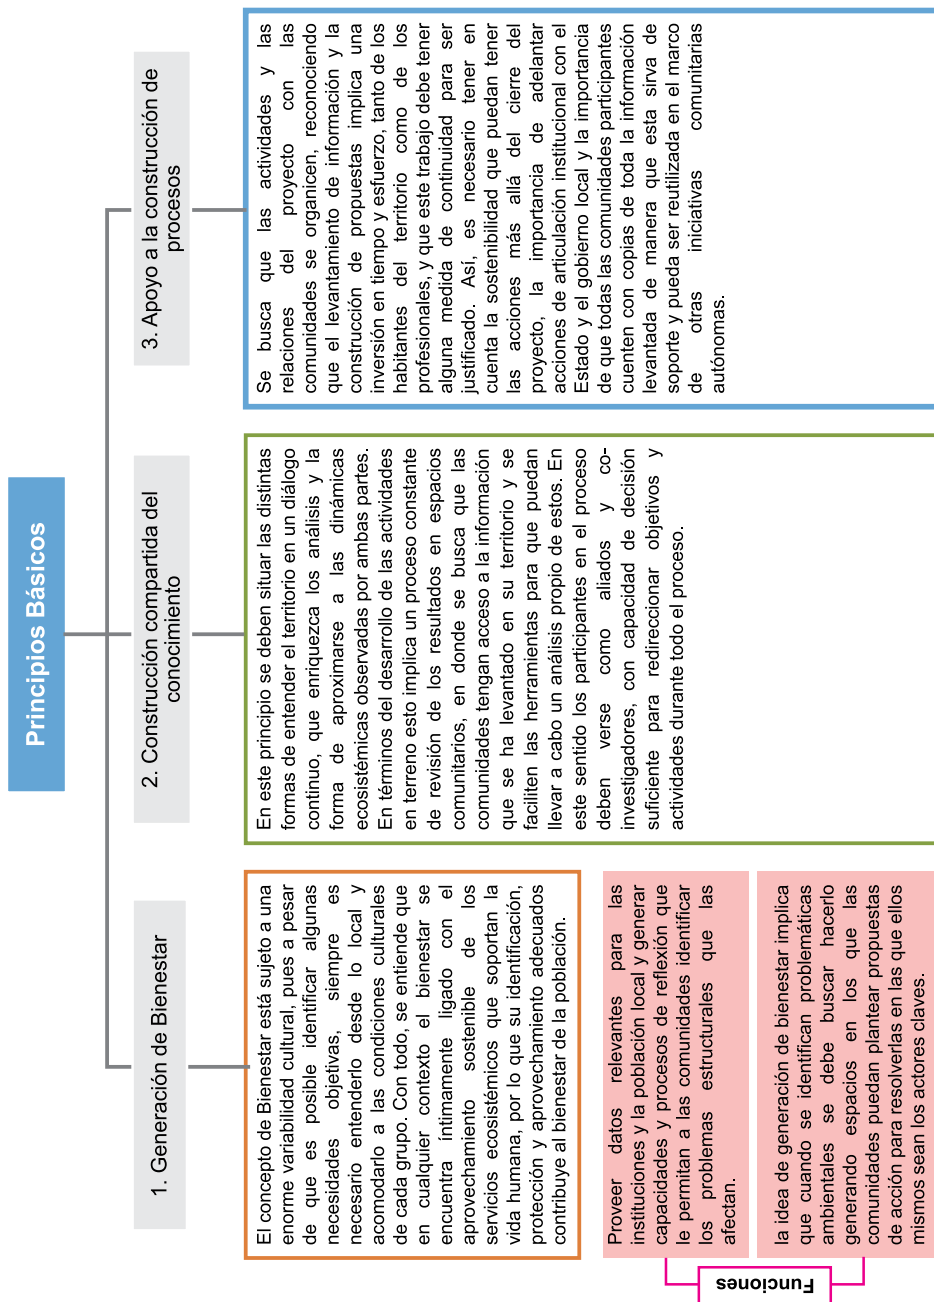 Principios Básicos
1. Generación de Bienestar
El concepto de Bienestar está sujeto a una
enorme variabilidad cultural, pues a pesar
de que es posible identificar algunas
necesidades objetivas, siempre es
necesario entenderlo desde lo local y
acomodarlo a las condiciones culturales
de cada grupo. Con todo, se entiende que
en cualquier contexto el bienestar se
encuentra intimamente ligado con el
aprovechamiento sostenible de los
servicios ecosistémicos que soportan la
vida humana, por lo que su identificación,
protección y aprovechamiento adecuados
contribuye al bienestar de la población.
Funciones
Proveer datos relevantes para las
instituciones y la población local y generar
capacidades y procesos de reflexión que
le permitan a las comunidades identificar
los problemas estructurales que las
afectan.
la idea de generación de bienestar implica
que cuando se identifican problemáticas
ambientales se debe buscar hacerlo
generando espacios en los que las
comunidades puedan plantear propuestas
de acción para resolverlas en las que ellos
mismos sean los actores claves.
2. Construcción compartida del
conocimiento
En este principio se deben situar las distintas
formas de entender el territorio en un diálogo
continuo, que enriquezca los análisis y la
forma de aproximarse a las dinámicas
ecosistémicas observadas por ambas partes.
En términos del desarrollo de las actividades
en terreno esto implica un proceso constante
de revisión de los resultados en espacios
comunitarios, en donde se busca que las
comunidades tengan acceso a la información
que se ha levantado en su territorio y se
faciliten las herramientas para que puedan
llevar a cabo un análisis propio de estos. En
este sentido los participantes en el proceso
deben verse como aliados y co-
investigadores, con capacidad de decisión
suficiente para redireccionar objetivos y
actividades durante todo el proceso.
3. Apoyo a la construcción de
procesos
Se busca que las actividades y las
relaciones del proyecto con las
comunidades se organicen, reconociendo
que el levantamiento de información y la
construcción de propuestas implica una
inversión en tiempo y esfuerzo, tanto de los
habitantes del territorio como de los
profesionales, y que este trabajo debe tener
alguna medida de continuidad para ser
justificado. Así, es necesario tener en
cuenta la sostenibilidad que puedan tener
las acciones más allá del cierre del
proyecto, la importancia de adelantar
acciones de articulación institucional con el
Estado y el gobierno local y la importancia
de que todas las comunidades participantes
cuenten con copias de toda la información
levantada de manera que esta sirva de
soporte y pueda ser reutilizada en el marco
de otras iniciativas comunitarias
autónomas.